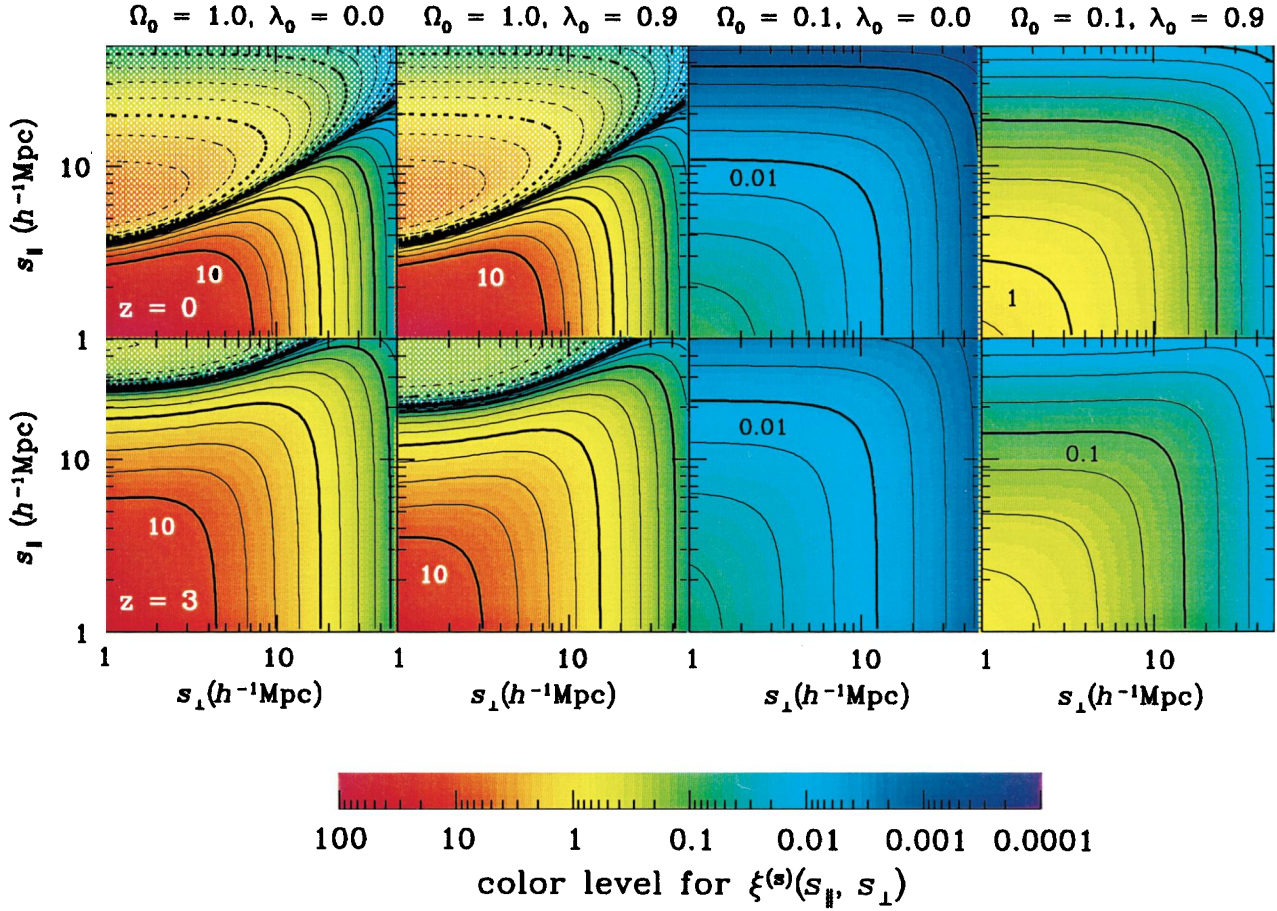 Ω₀ = 1.0, λ₀ = 0.0 Ω₀ = 1.0, λ₀ = 0.9 Ω₀ = 0.1, λ₀ = 0.0 Ω₀ = 0.1, λ₀ = 0.9
s∥ (h⁻¹Mpc)
10
1
10
z = 0
10
0.01
1
s∥ (h⁻¹Mpc)
10
1
10
z = 3
10
0.01
0.1
1 10 1 10 1 10 1 10
s⊥(h⁻¹Mpc) s⊥(h⁻¹Mpc) s⊥(h⁻¹Mpc) s⊥(h⁻¹Mpc)
100 10 1 0.1 0.01 0.001 0.0001
color level for ξ⁽ˢ⁾(s∥, s⊥)